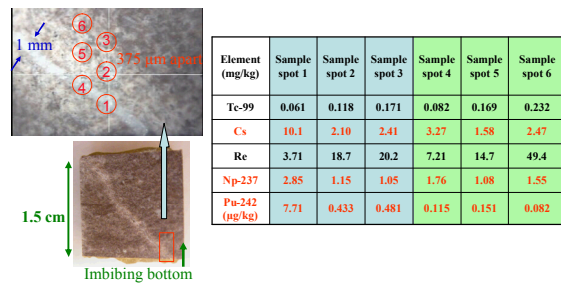 1 mm
6
3
5
375 μm apart
2
4
1
1.5 cm
Imbibing bottom
Element (mg/kg) Sample spot 1 Sample spot 2 Sample spot 3 Sample spot 4 Sample spot 5 Sample spot 6
Tc-99 0.061 0.118 0.171 0.082 0.169 0.232
Cs 10.1 2.10 2.41 3.27 1.58 2.47
Re 3.71 18.7 20.2 7.21 14.7 49.4
Np-237 2.85 1.15 1.05 1.76 1.08 1.55
Pu-242 (μg/kg) 7.71 0.433 0.481 0.115 0.151 0.082